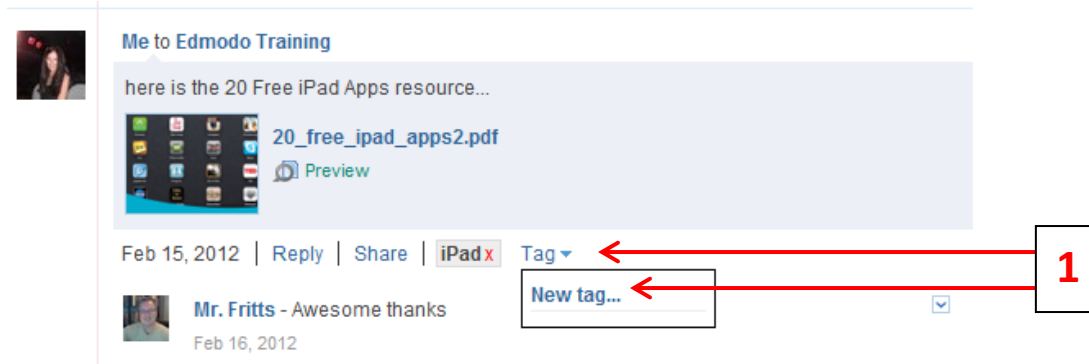 Me to Edmodo Training
here is the 20 Free iPad Apps resource...
20_free_ipad_apps2.pdf
Preview
Feb 15, 2012 | Reply | Share | iPad x Tag
1
New tag...
Mr. Fritts - Awesome thanks
Feb 16, 2012